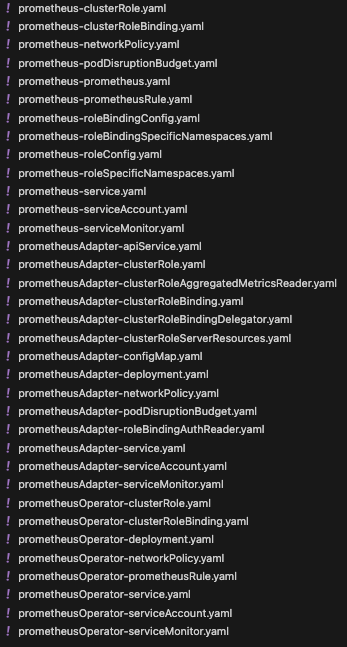 ! prometheus-clusterRole.yaml
! prometheus-clusterRoleBinding.yaml
! prometheus-networkPolicy.yaml
! prometheus-podDisruptionBudget.yaml
! prometheus-prometheus.yaml
! prometheus-prometheusRule.yaml
! prometheus-roleBindingConfig.yaml
! prometheus-roleBindingSpecificNamespaces.yaml
! prometheus-roleConfig.yaml
! prometheus-roleSpecificNamespaces.yaml
! prometheus-service.yaml
! prometheus-serviceAccount.yaml
! prometheus-serviceMonitor.yaml
! prometheusAdapter-apiService.yaml
! prometheusAdapter-clusterRole.yaml
! prometheusAdapter-clusterRoleAggregatedMetricsReader.yaml
! prometheusAdapter-clusterRoleBinding.yaml
! prometheusAdapter-clusterRoleBindingDelegator.yaml
! prometheusAdapter-clusterRoleServerResources.yaml
! prometheusAdapter-configMap.yaml
! prometheusAdapter-deployment.yaml
! prometheusAdapter-networkPolicy.yaml
! prometheusAdapter-podDisruptionBudget.yaml
! prometheusAdapter-roleBindingAuthReader.yaml
! prometheusAdapter-service.yaml
! prometheusAdapter-serviceAccount.yaml
! prometheusAdapter-serviceMonitor.yaml
! prometheusOperator-clusterRole.yaml
! prometheusOperator-clusterRoleBinding.yaml
! prometheusOperator-deployment.yaml
! prometheusOperator-networkPolicy.yaml
! prometheusOperator-prometheusRule.yaml
! prometheusOperator-service.yaml
! prometheusOperator-serviceAccount.yaml
! prometheusOperator-serviceMonitor.yaml